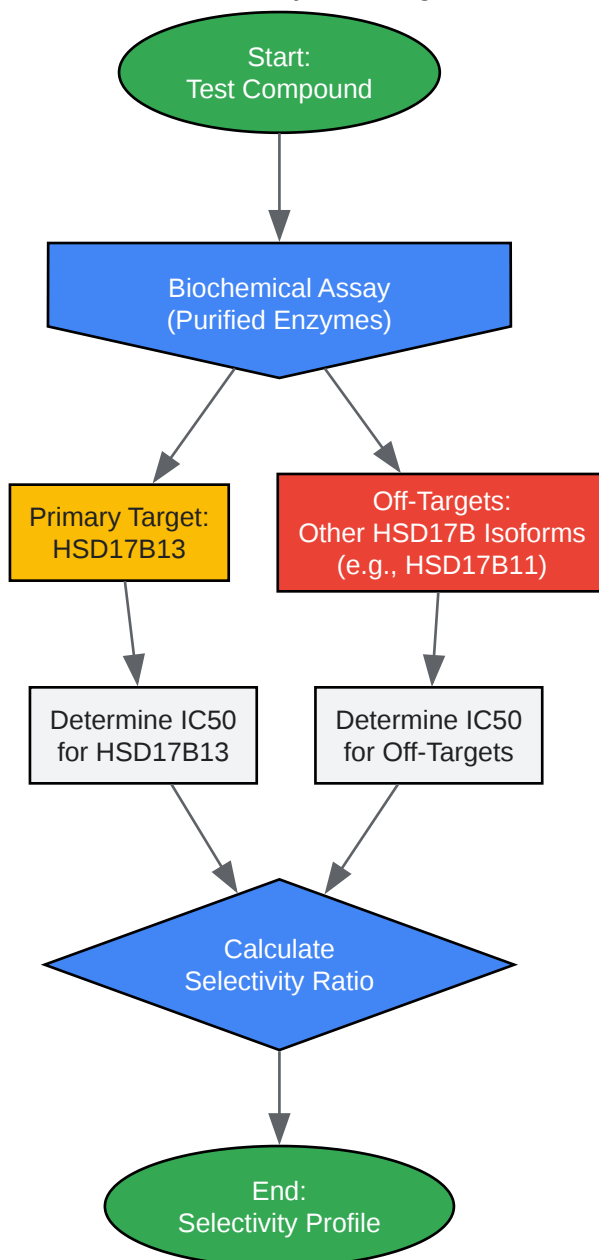 Start:
Test Compound
Biochemical Assay
(Purified Enzymes)
Primary Target:
HSD17B13
Off-Targets:
Other HSD17B Isoforms
(e.g., HSD17B11)
Determine IC50
for HSD17B13
Determine IC50
for Off-Targets
Calculate
Selectivity Ratio
End:
Selectivity Profile